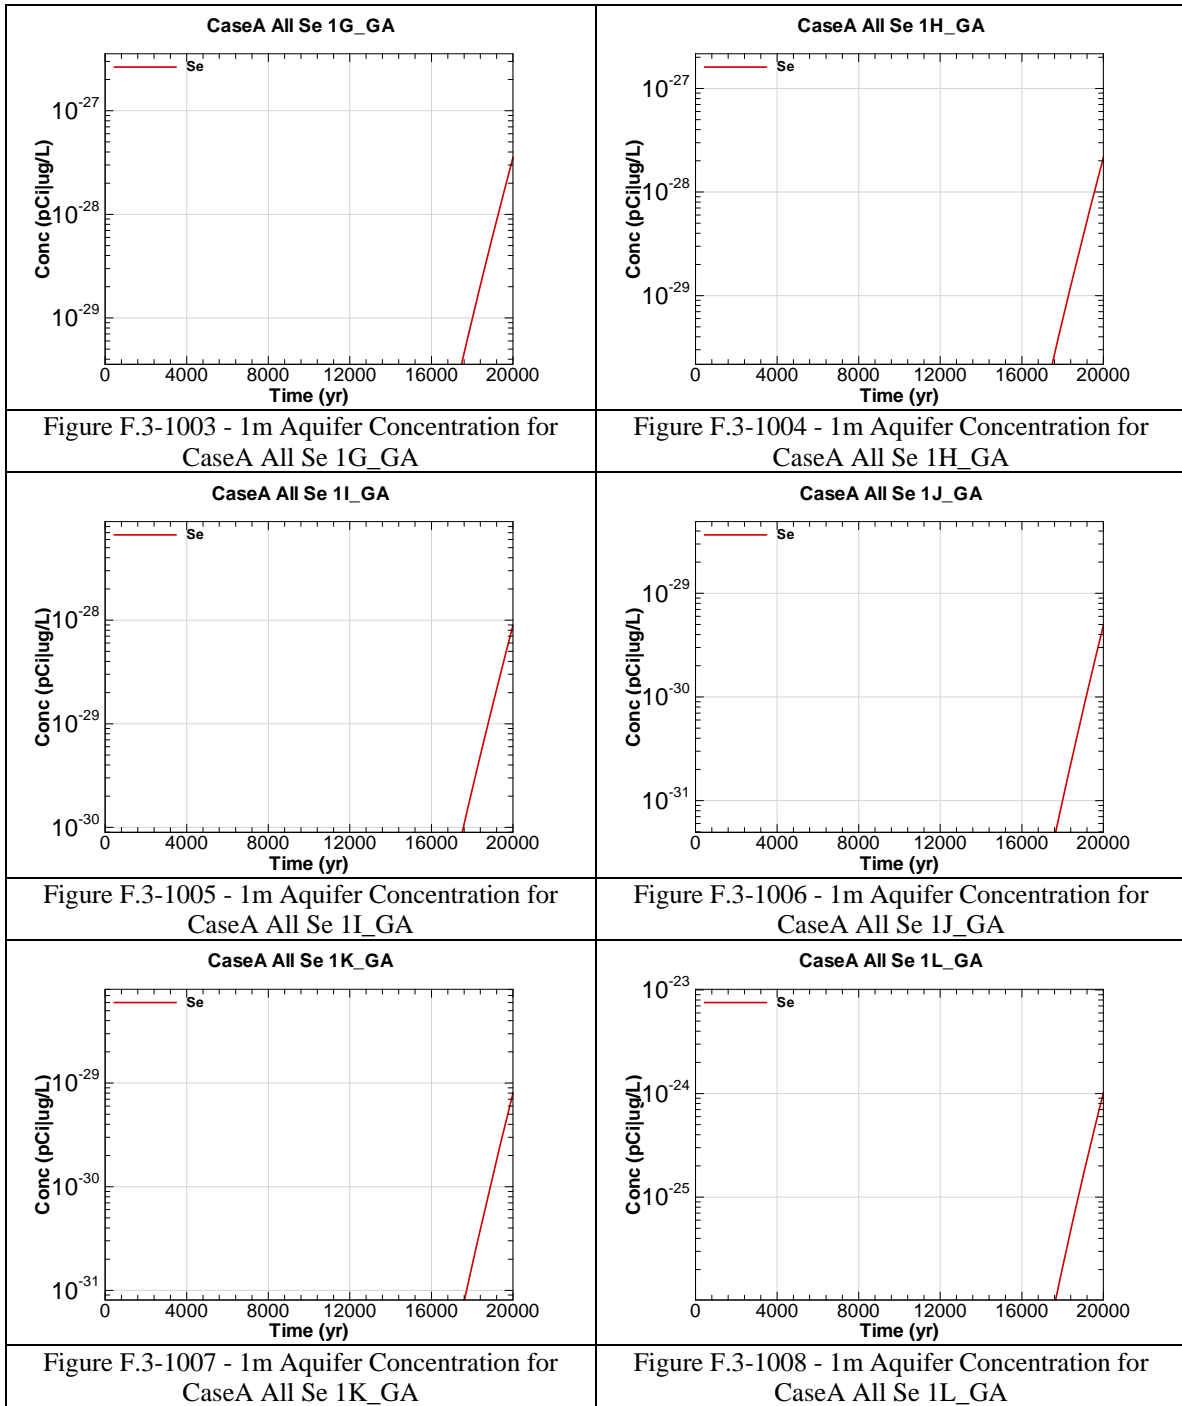 CaseA All Se 1G_GA
Se
10-27
10-28
10-29
Conc (pCi|ug/L)
0 4000 8000 12000 16000 20000
Time (yr)
Figure F.3-1003 - 1m Aquifer Concentration for
CaseA All Se 1G_GA
CaseA All Se 1H_GA
Se
10-27
10-28
10-29
Conc (pCi|ug/L)
0 4000 8000 12000 16000 20000
Time (yr)
Figure F.3-1004 - 1m Aquifer Concentration for
CaseA All Se 1H_GA
CaseA All Se 1I_GA
Se
10-28
10-29
10-30
Conc (pCi|ug/L)
0 4000 8000 12000 16000 20000
Time (yr)
Figure F.3-1005 - 1m Aquifer Concentration for
CaseA All Se 1I_GA
CaseA All Se 1J_GA
Se
10-29
10-30
10-31
Conc (pCi|ug/L)
0 4000 8000 12000 16000 20000
Time (yr)
Figure F.3-1006 - 1m Aquifer Concentration for
CaseA All Se 1J_GA
CaseA All Se 1K_GA
Se
10-29
10-30
10-31
Conc (pCi|ug/L)
0 4000 8000 12000 16000 20000
Time (yr)
Figure F.3-1007 - 1m Aquifer Concentration for
CaseA All Se 1K_GA
CaseA All Se 1L_GA
10-23
Se
10-24
10-25
Conc (pCi|ug/L)
0 4000 8000 12000 16000 20000
Time (yr)
Figure F.3-1008 - 1m Aquifer Concentration for
CaseA All Se 1L_GA